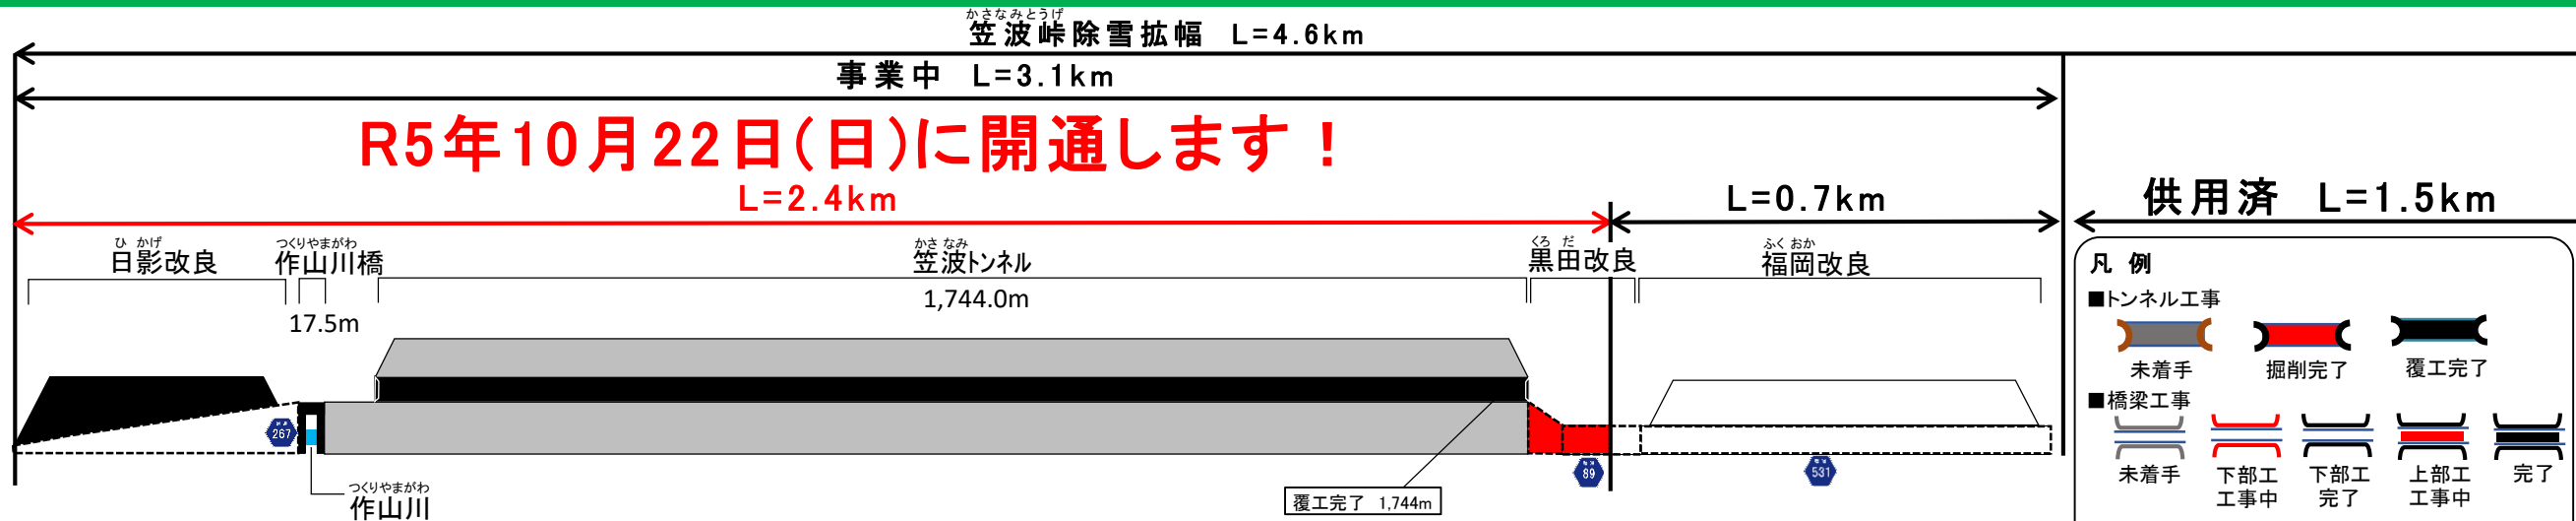 かさなみとうげ
笠波峠除雪拡幅 L=4.6km
事業中 L=3.1km
R5年10月22日(日)に開通します！
L=2.4km
L=0.7km
供用済 L=1.5km
ひ かげ
日影改良
つくりやまがわ
作山川橋
17.5m
かさ なみ
笠波トンネル
1,744.0m
くろ だ
黒田改良
ふく おか
福岡改良
267
つくりやまがわ
作山川
覆工完了 1,744m
89
531
凡 例
■トンネル工事
未着手
掘削完了
覆工完了
■橋梁工事
未着手
下部工
工事中
下部工
完了
上部工
工事中
完了